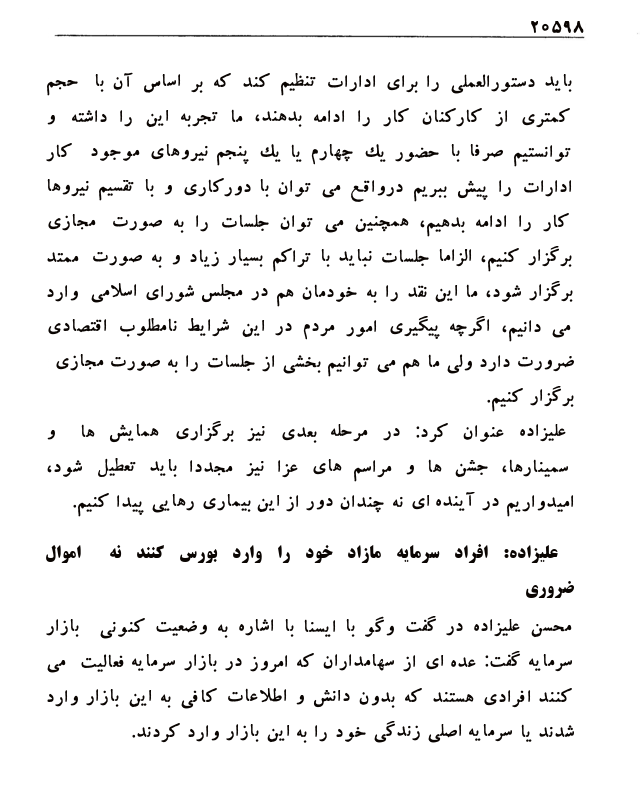 ۲۰۵۹۸
باید دستورالعملی را برای ادارات تنظیم کند که بر اساس آن با حجم
کمتری از کارکنان کار را ادامه بدهند، ما تجربه این را داشته و
توانستیم صرفا با حضور یك چهارم یا یك پنجم نیروهای موجود کار
ادارات را پیش ببریم درواقع می توان با دورکاری و با تقسیم نیروها
کار را ادامه بدهیم، همچنین می توان جلسات را به صورت مجازی
برگزار کنیم، الزاما جلسات نباید با تراکم بسیار زیاد و به صورت ممتد
برگزار شود، ما این نقد را به خودمان هم در مجلس شورای اسلامی وارد
می دانیم، اگرچه پیگیری امور مردم در این شرایط نامطلوب اقتصادی
ضرورت دارد ولی ما هم می توانیم بخشی از جلسات را به صورت مجازی
برگزار کنیم.
علیزاده عنوان کرد: در مرحله بعدی نیز برگزاری همایش ها و
سمینارها، جشن ها و مراسم های عزا نیز مجددا باید تعطیل شود،
امیدواریم در آینده ای نه چندان دور از این بیماری رهایی پیدا کنیم.
علیزاده: افراد سرمایه مازاد خود را وارد بورس کنند نه اموال
ضروری
محسن علیزاده در گفت وگو با ایسنا با اشاره به وضعیت کنونی بازار
سرمایه گفت: عده ای از سهامداران که امروز در بازار سرمایه فعالیت می
کنند افرادی هستند که بدون دانش و اطلاعات کافی به این بازار وارد
شدند یا سرمایه اصلی زندگی خود را به این بازار وارد کردند.